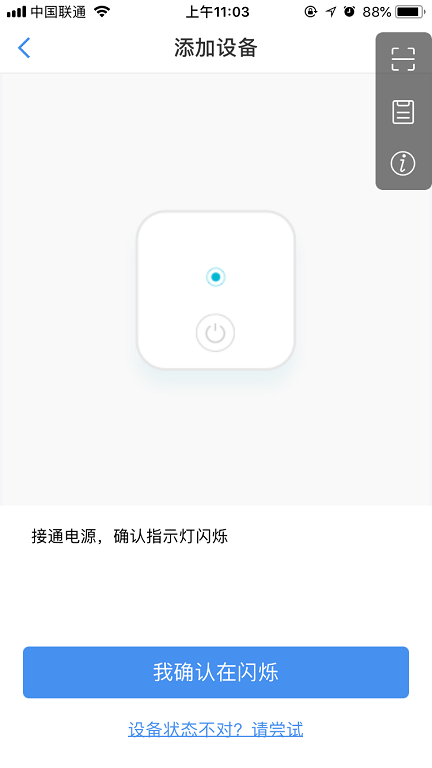 中国联通 上午11:03 88%
添加设备
接通电源，确认指示灯闪烁
我确认在闪烁
设备状态不对？请尝试